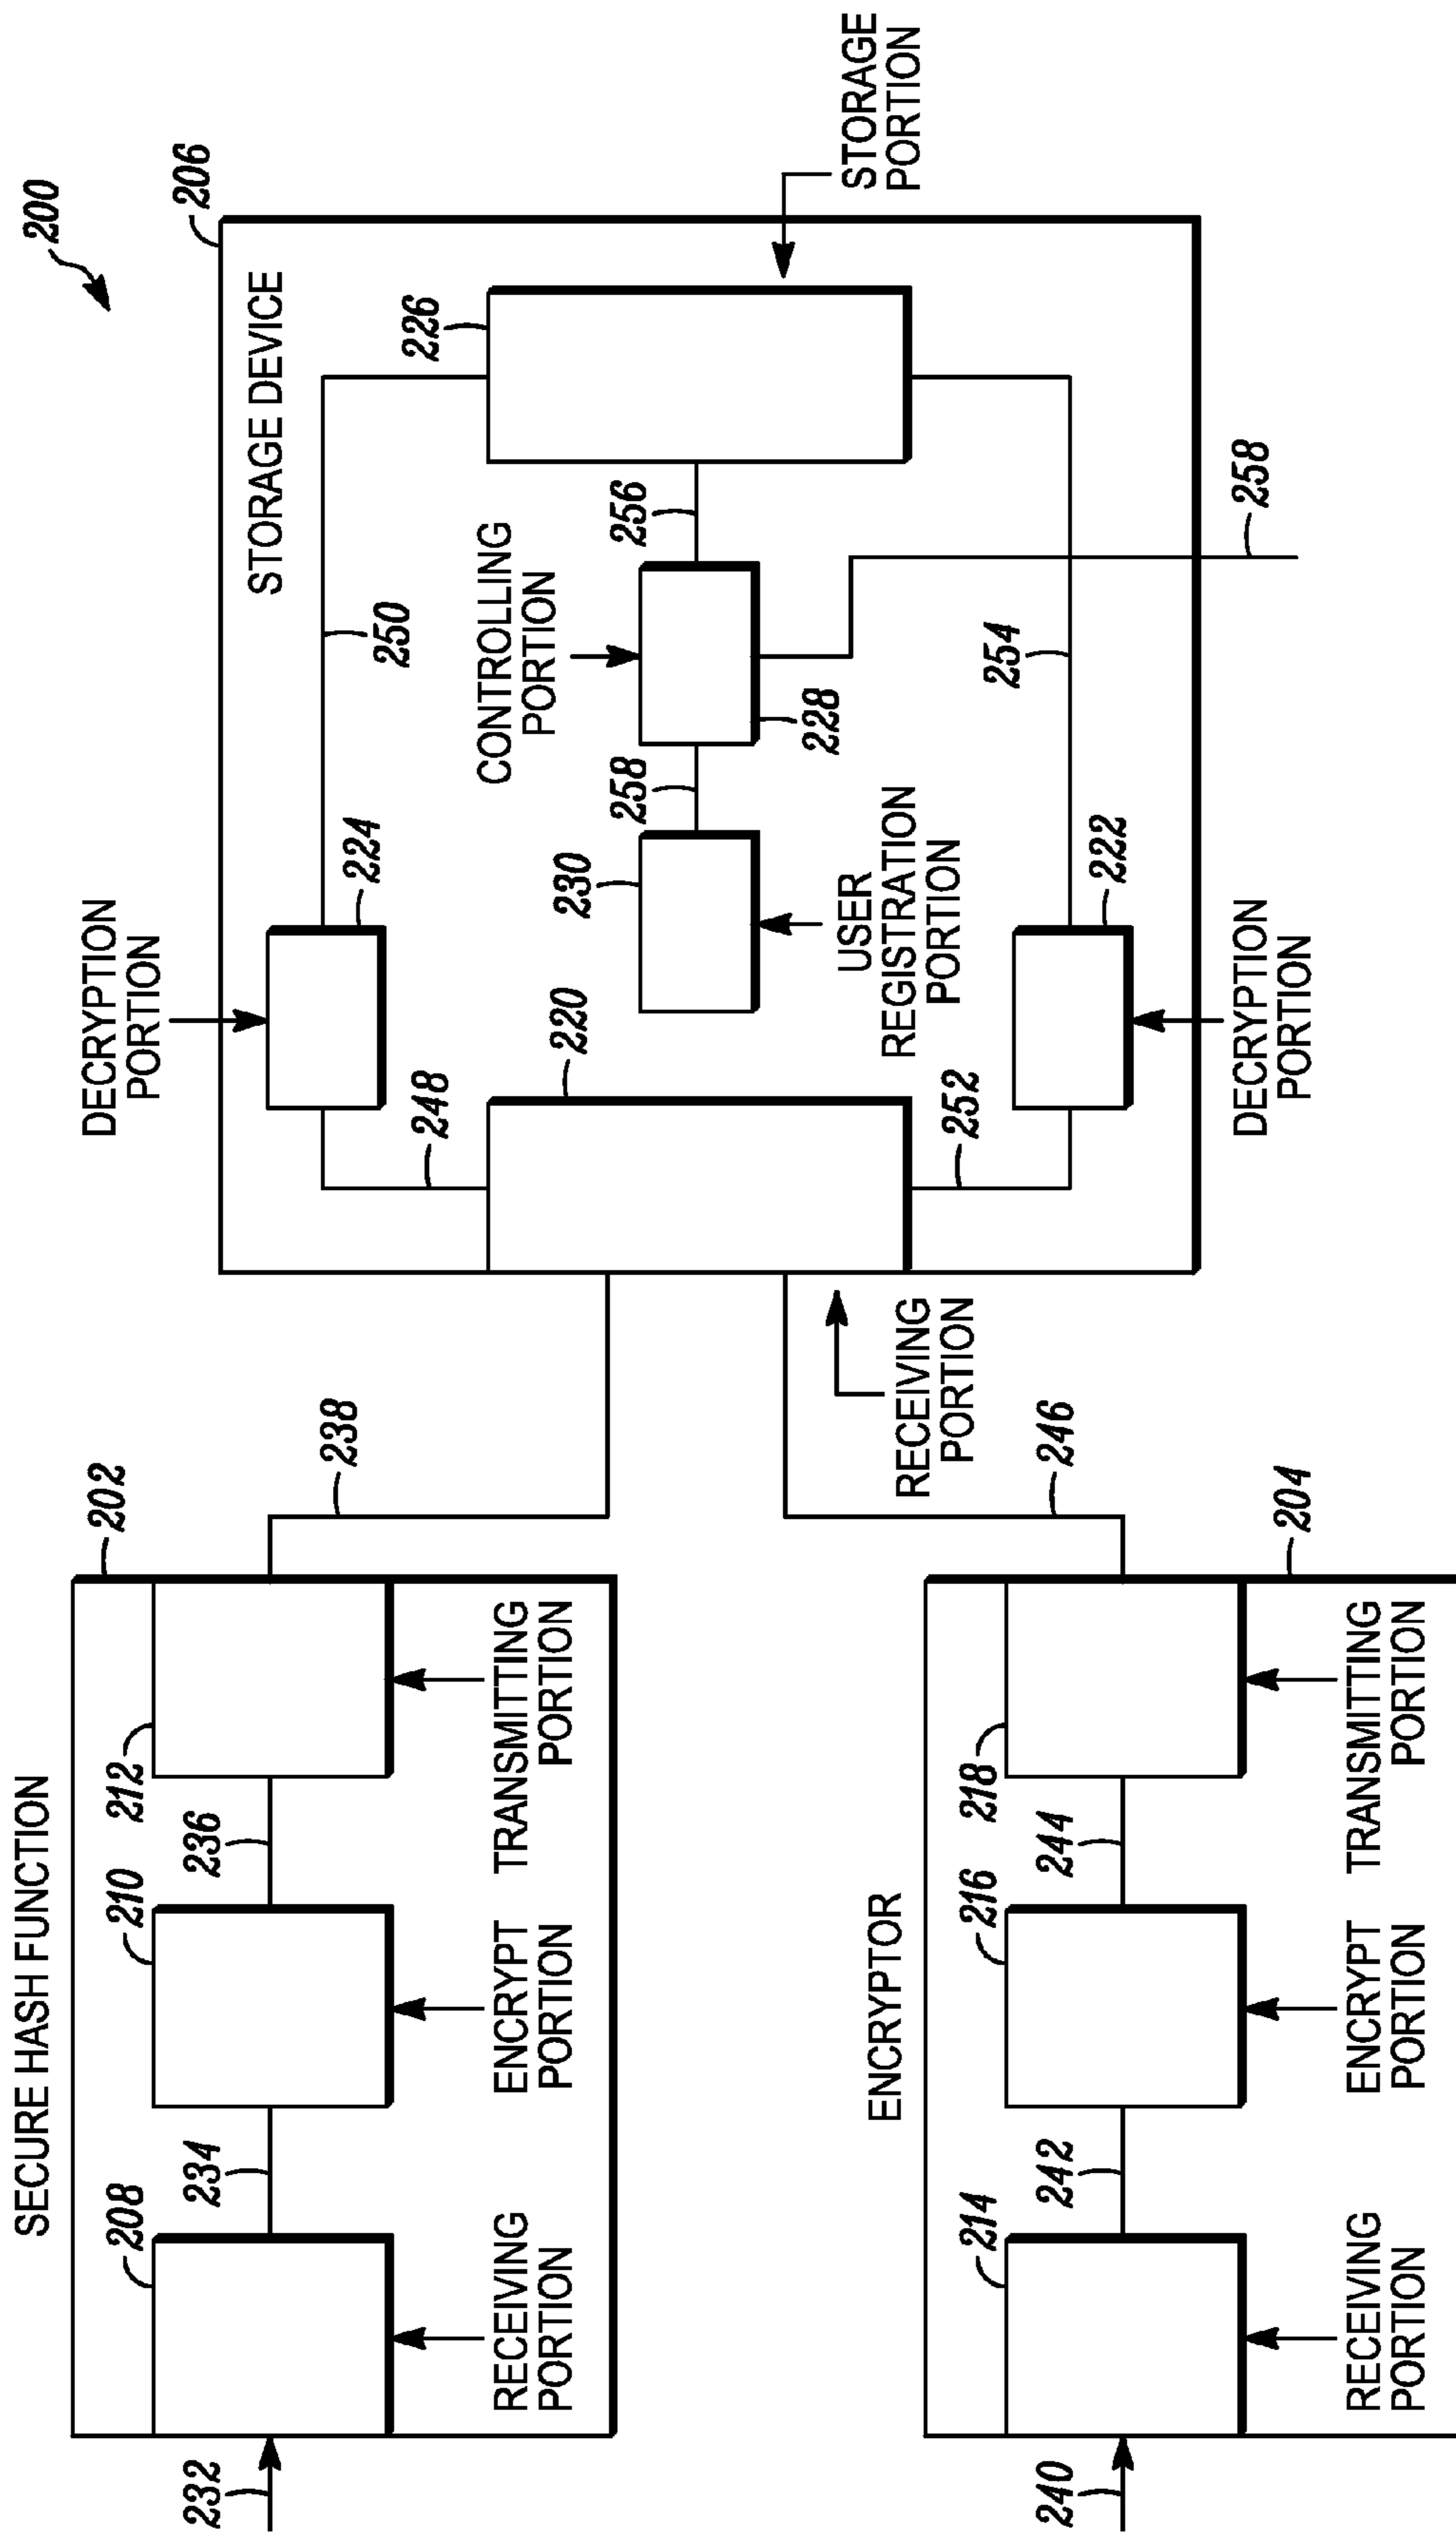 200
SECURE HASH FUNCTION
202
232
208
234
210
236
212
238
RECEIVING
PORTION
ENCRYPT
PORTION
TRANSMITTING
PORTION
ENCRYPTOR
204
240
214
242
216
244
218
246
RECEIVING
PORTION
ENCRYPT
PORTION
TRANSMITTING
PORTION
206
STORAGE DEVICE
DECRYPTION
PORTION
224
250
248
220
226
CONTROLLING
PORTION
230
258
256
228
USER
REGISTRATION
PORTION
STORAGE
PORTION
RECEIVING
PORTION
252
222
254
258
DECRYPTION
PORTION